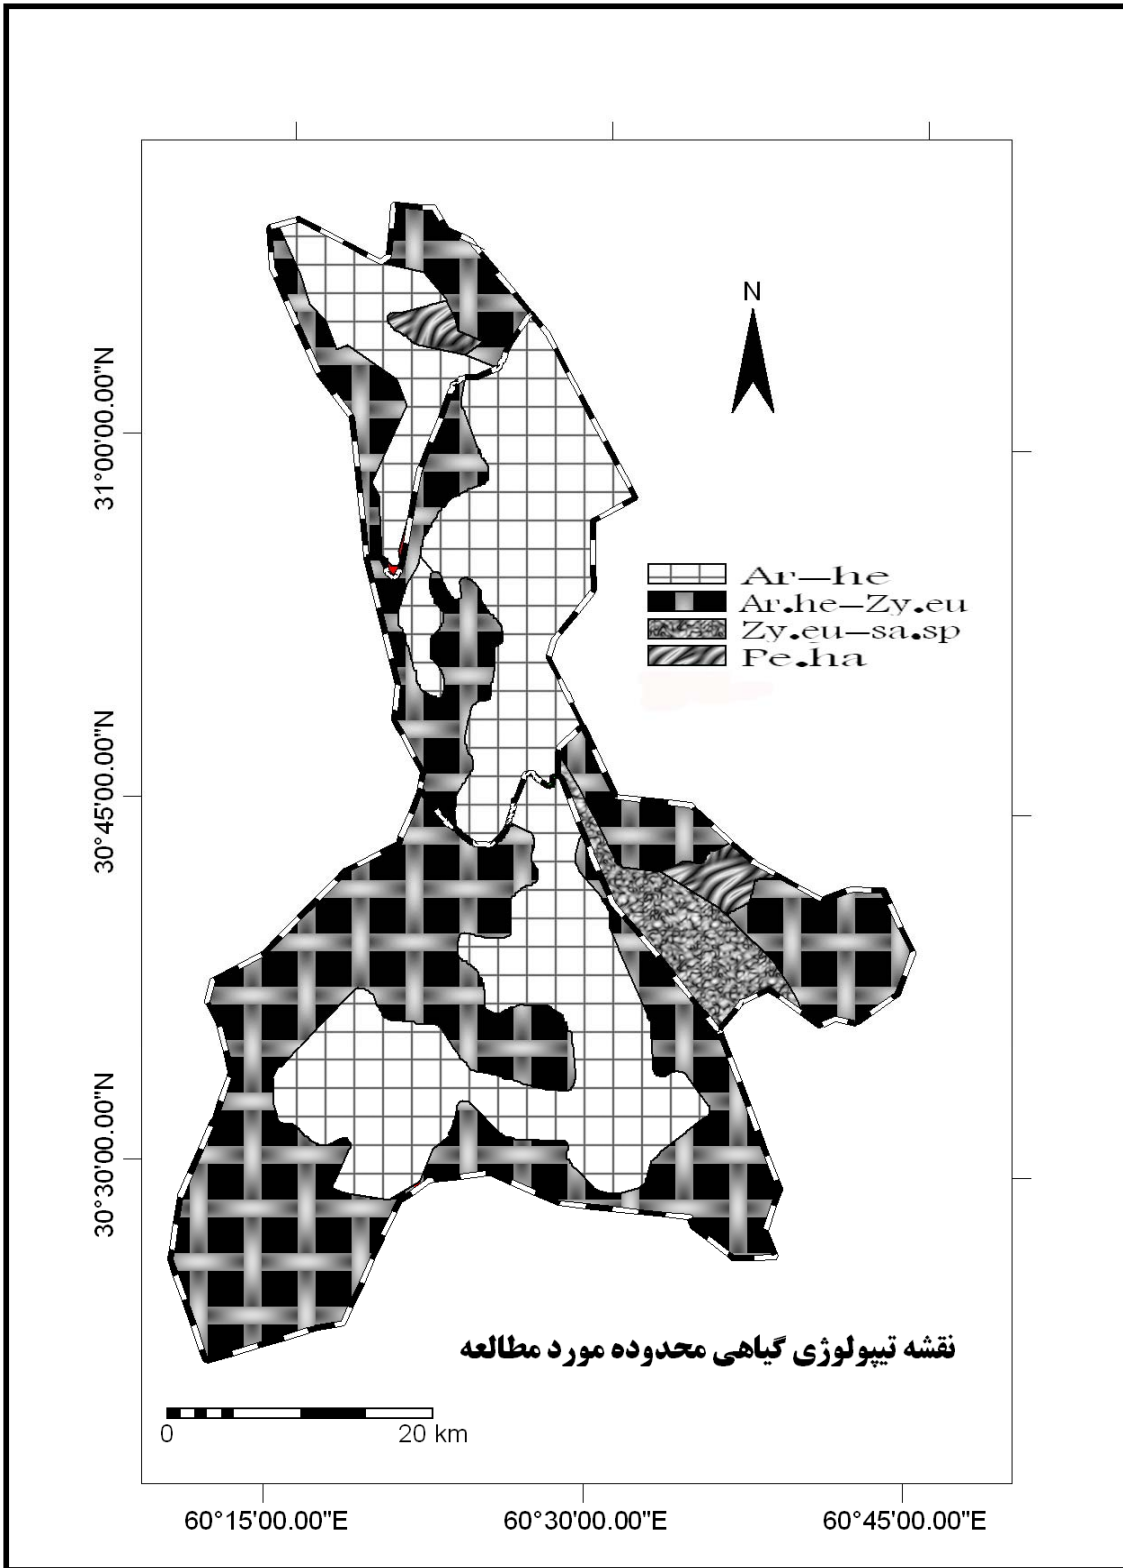 N
31°00'00.00"N
Ar-he
Ar.he-Zy.eu
Zy.eu-sa.sp
Pe.ha
30°45'00.00"N
30°30'00.00"N
نقشه تیپولوژی گیاهی محدوده مورد مطالعه
0 20 km
60°15'00.00"E 60°30'00.00"E 60°45'00.00"E